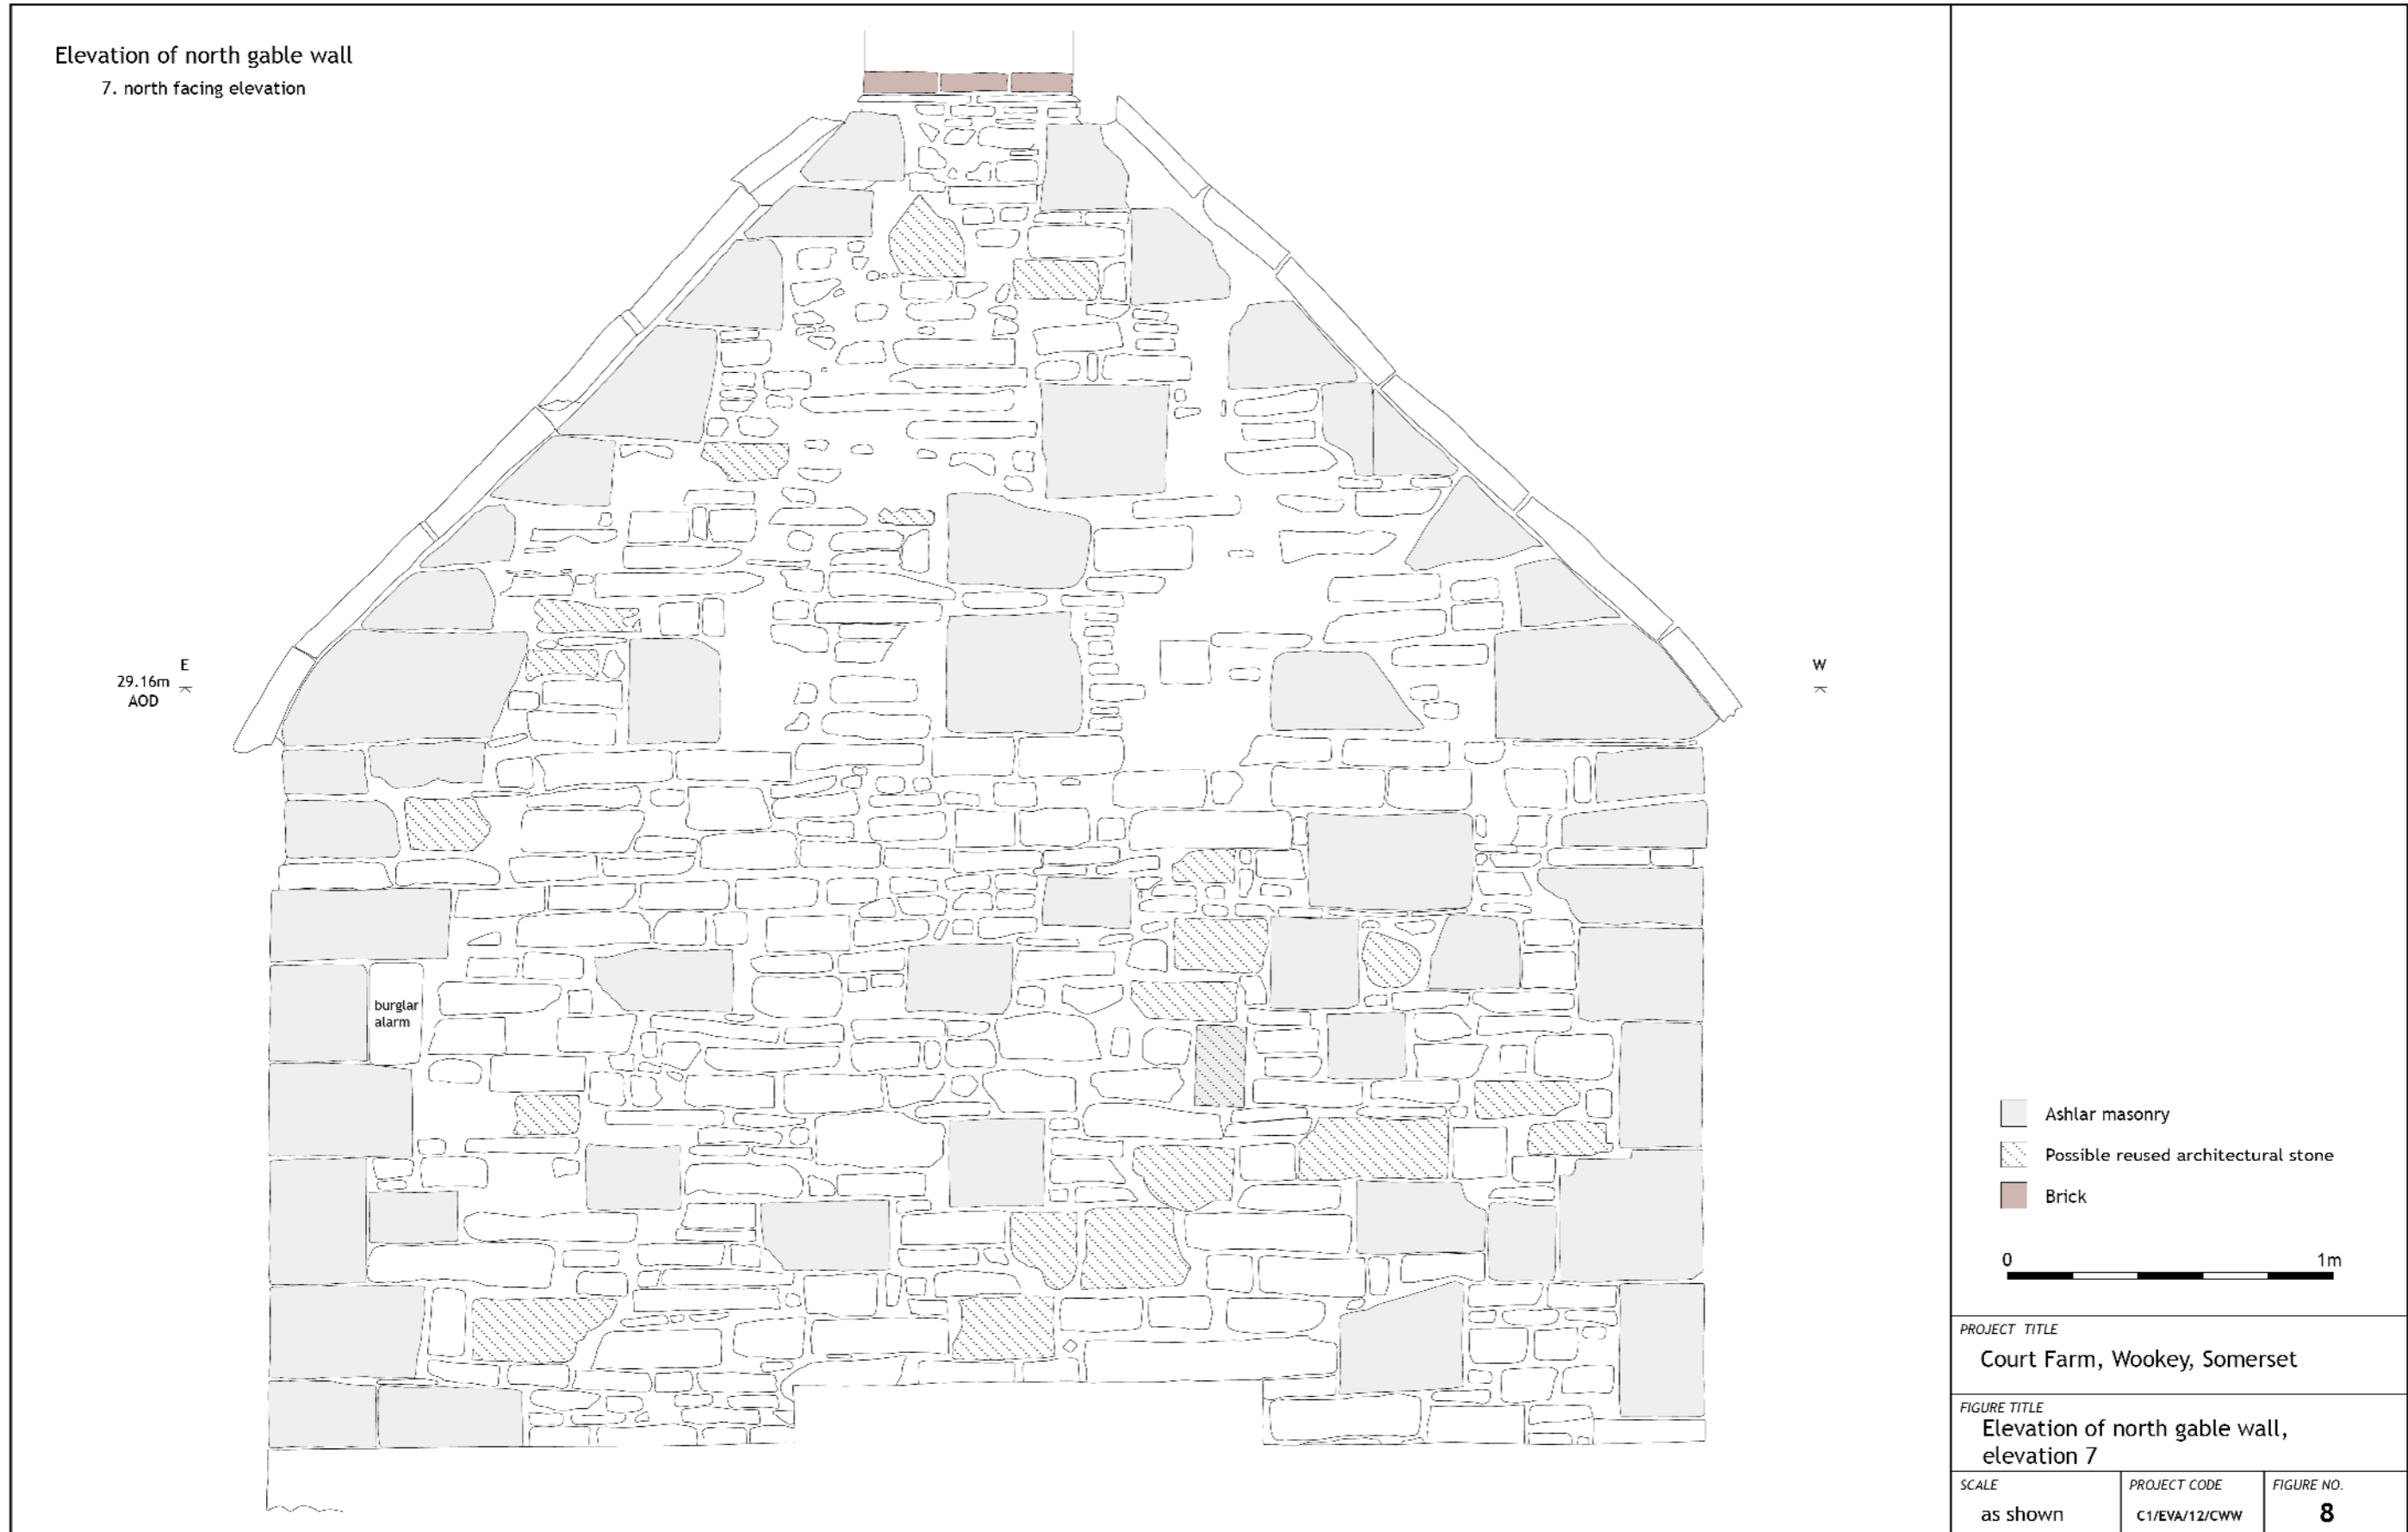 Elevation of north gable wall
7. north facing elevation
E
29.16m
AOD
W
burglar
alarm
Ashlar masonry
Possible reused architectural stone
Brick
0 1m
PROJECT TITLE
Court Farm, Wookey, Somerset
FIGURE TITLE
Elevation of north gable wall,
elevation 7
SCALE PROJECT CODE FIGURE NO.
as shown C1/EVA/12/CWW 8